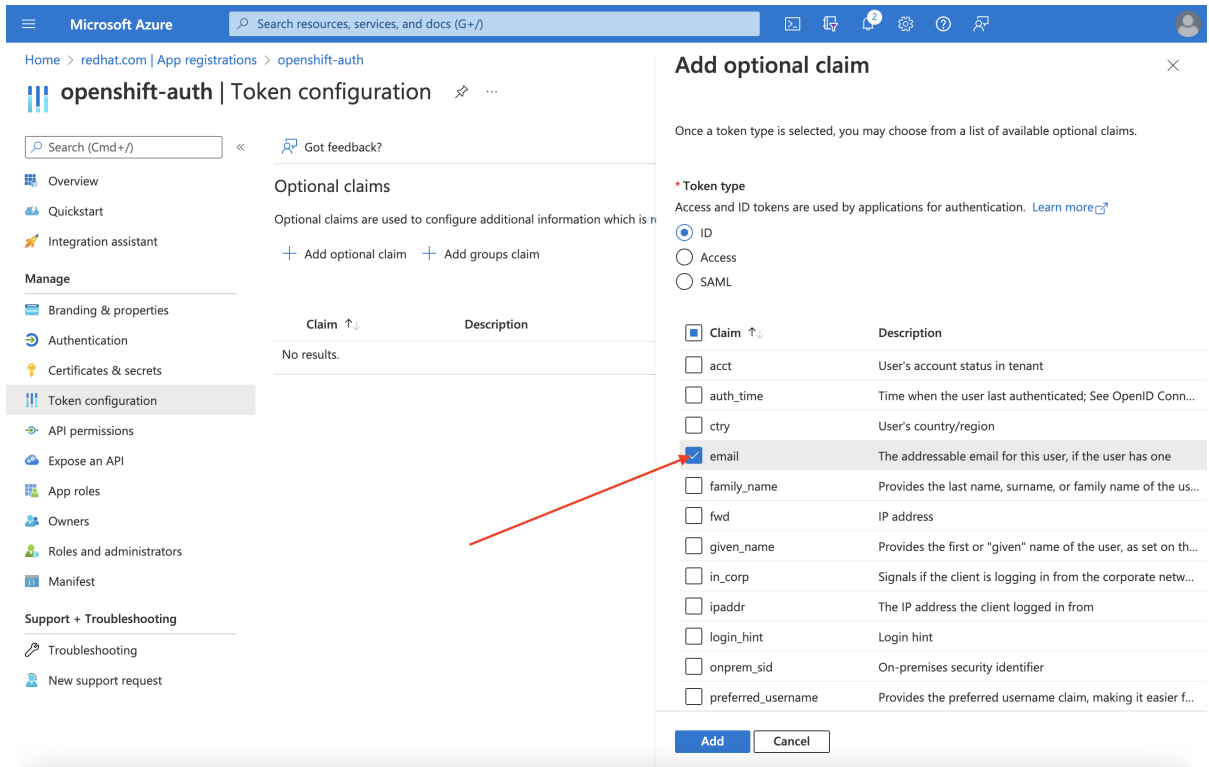 Microsoft Azure
Search resources, services, and docs (G+/)
2
Home > redhat.com | App registrations > openshift-auth
openshift-auth | Token configuration
Search (Cmd+/)
Overview
Quickstart
Integration assistant
Manage
Branding & properties
Authentication
Certificates & secrets
Token configuration
API permissions
Expose an API
App roles
Owners
Roles and administrators
Manifest
Support + Troubleshooting
Troubleshooting
New support request
Got feedback?
Optional claims
Optional claims are used to configure additional information which is
Add optional claim Add groups claim
Claim Description
No results.
Add optional claim
Once a token type is selected, you may choose from a list of available optional claims.
* Token type
Access and ID tokens are used by applications for authentication. Learn more
ID
Access
SAML
Claim Description
acct User's account status in tenant
auth_time Time when the user last authenticated; See OpenID Conn...
ctry User's country/region
email The addressable email for this user, if the user has one
family_name Provides the last name, surname, or family name of the us...
fwd IP address
given_name Provides the first or "given" name of the user, as set on th...
in_corp Signals if the client is logging in from the corporate netw...
ipaddr The IP address the client logged in from
login_hint Login hint
onprem_sid On-premises security identifier
preferred_username Provides the preferred username claim, making it easier f...
Add Cancel